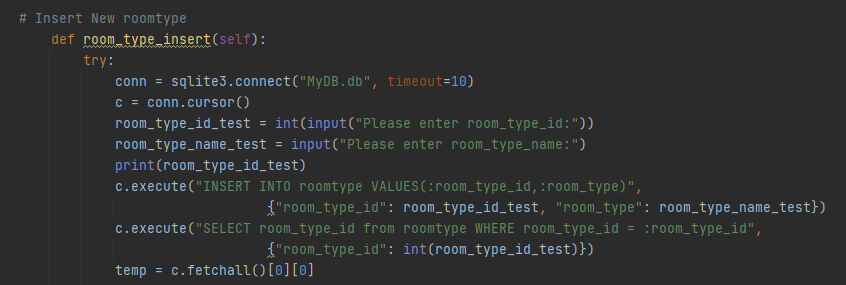 # Insert New roomtype
def room_type_insert(self):
try:
conn = sqlite3.connect("MyDB.db", timeout=10)
c = conn.cursor()
room_type_id_test = int(input("Please enter room_type_id:"))
room_type_name_test = input("Please enter room_type_name:")
print(room_type_id_test)
c.execute("INSERT INTO roomtype VALUES(:room_type_id,:room_type)",
{"room_type_id": room_type_id_test, "room_type": room_type_name_test})
c.execute("SELECT room_type_id from roomtype WHERE room_type_id = :room_type_id",
{"room_type_id": int(room_type_id_test)})
temp = c.fetchall()[0][0]